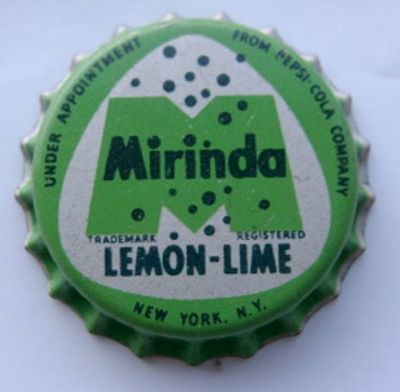 UNDER APPOINTMENT FROM PEPSI-COLA COMPANY
M
Mirinda
TRADEMARK REGISTERED
LEMON-LIME
NEW YORK, N.Y.